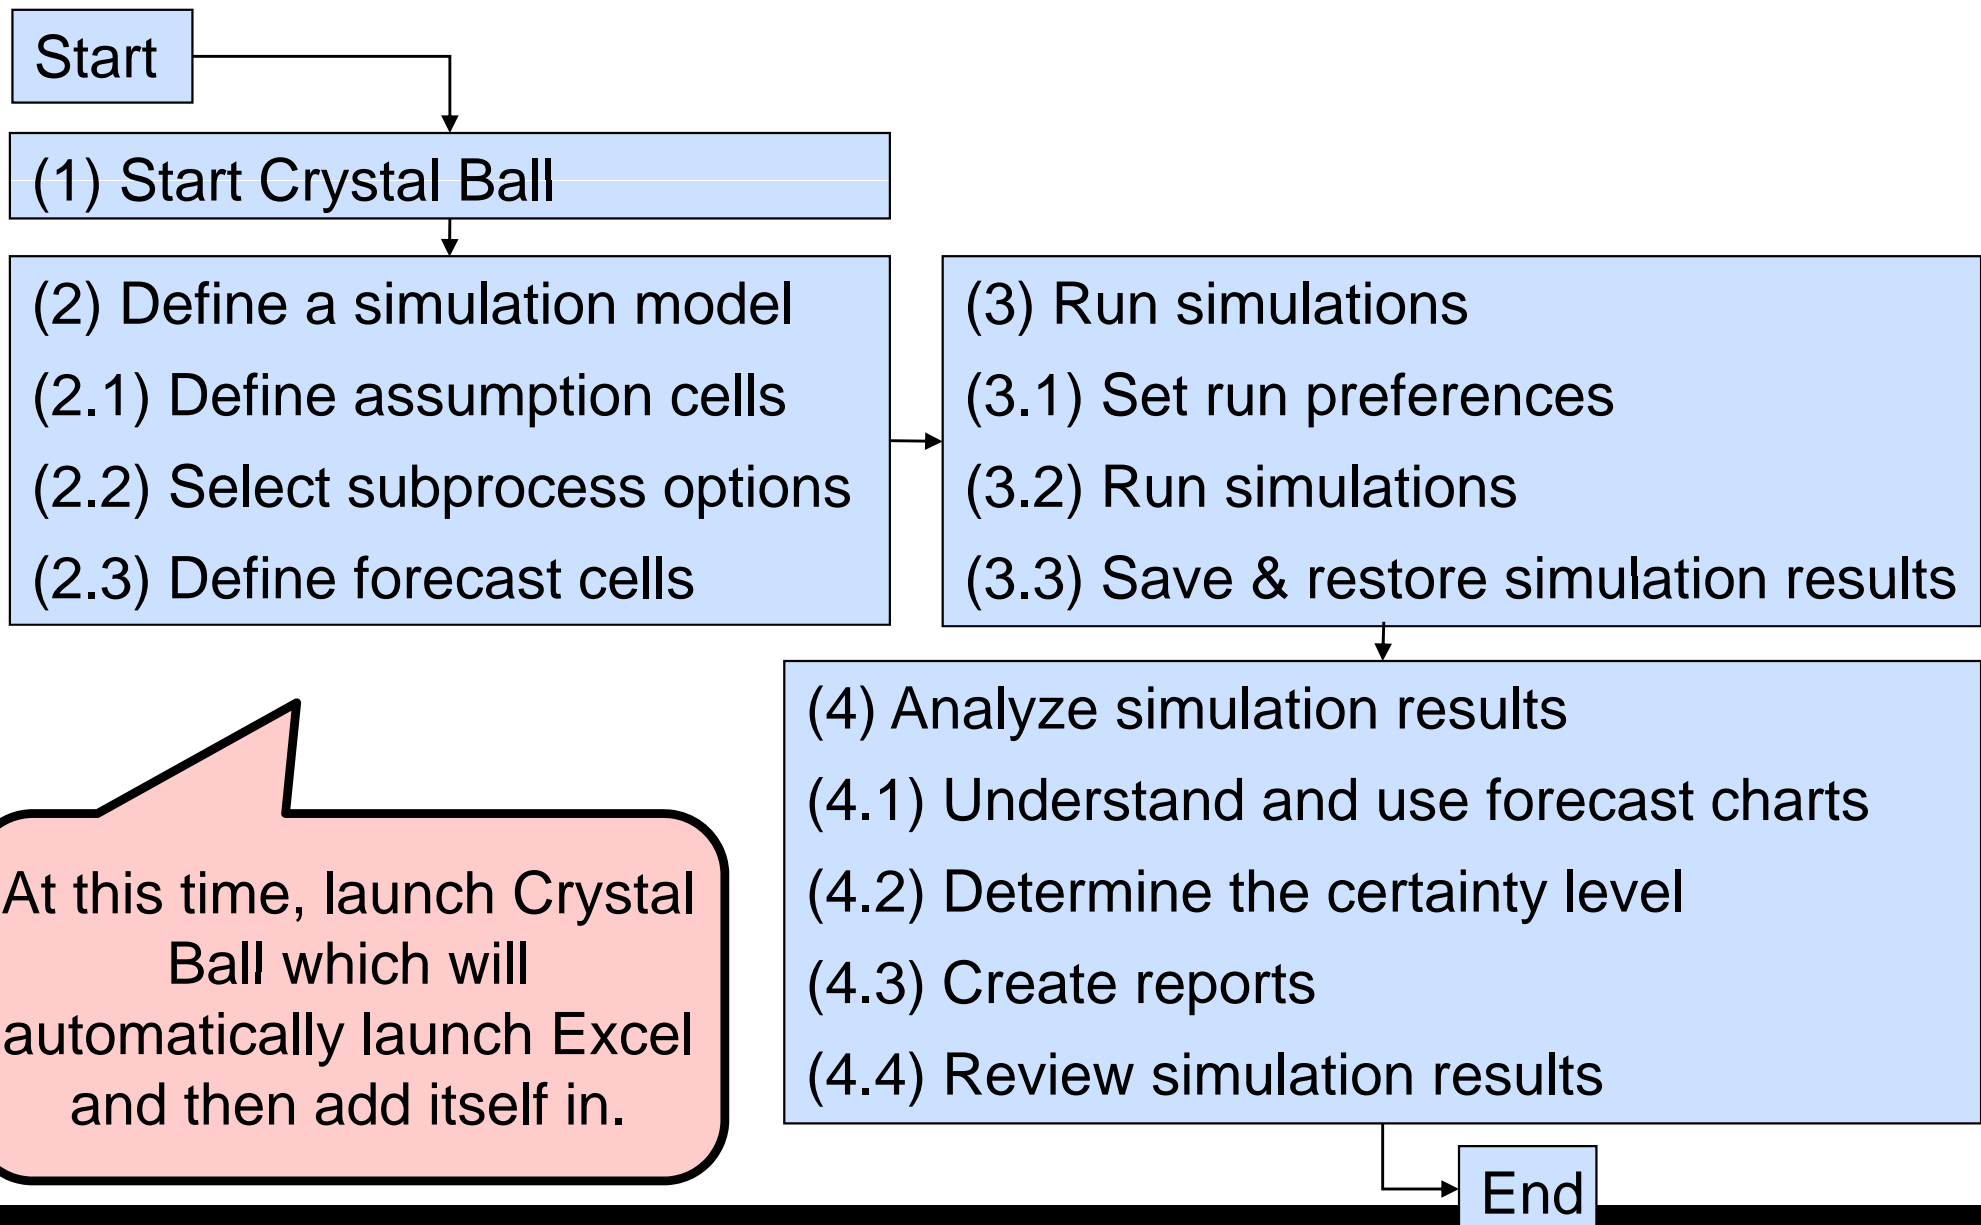 Start
(1) Start Crystal Ball
(2) Define a simulation model
(2.1) Define assumption cells
(2.2) Select subprocess options
(2.3) Define forecast cells
(3) Run simulations
(3.1) Set run preferences
(3.2) Run simulations
(3.3) Save & restore simulation results
(4) Analyze simulation results
(4.1) Understand and use forecast charts
(4.2) Determine the certainty level
(4.3) Create reports
(4.4) Review simulation results
At this time, launch Crystal
Ball which will
automatically launch Excel
and then add itself in.
End